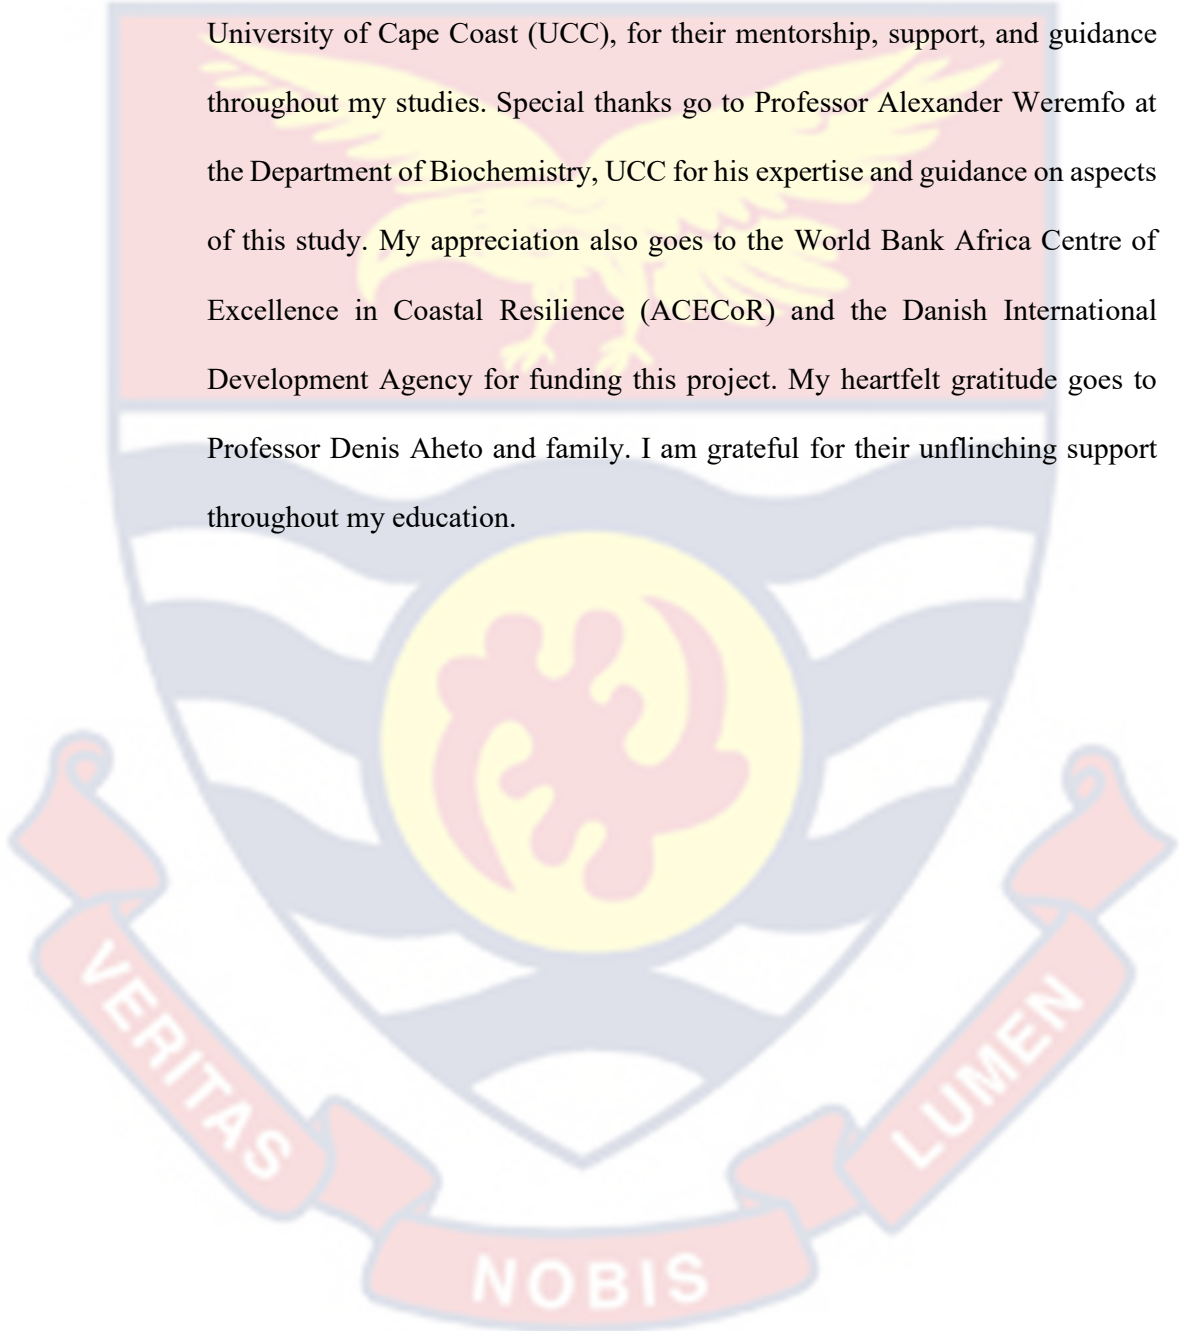 University of Cape Coast (UCC), for their mentorship, support, and guidance
throughout my studies. Special thanks go to Professor Alexander Weremfo at
the Department of Biochemistry, UCC for his expertise and guidance on aspects
of this study. My appreciation also goes to the World Bank Africa Centre of
Excellence in Coastal Resilience (ACECoR) and the Danish International
Development Agency for funding this project. My heartfelt gratitude goes to
Professor Denis Aheto and family. I am grateful for their unflinching support
throughout my education.
VERITAS
NOBIS
LUMEN